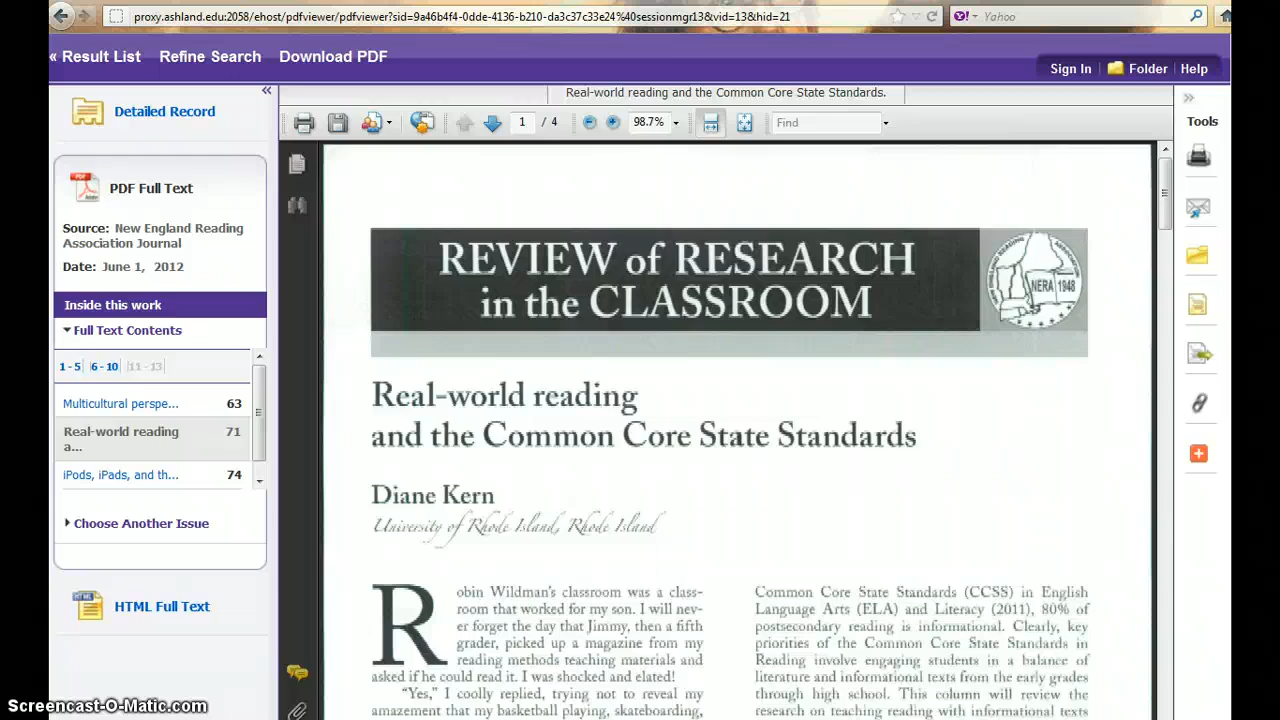 proxy.ashland.edu:2058/ehost/pdfviewer/pdfviewer?sid=9a46b4f4-0dde-4136-b210-da3c37c33e24%40sessionmgr13&vid=13&hid=21
Yahoo
« Result List Refine Search Download PDF
Sign In Folder Help
«
Real-world reading and the Common Core State Standards.
»
Detailed Record
1 / 4 98.7% Find
Tools
PDF Full Text
Source: New England Reading
Association Journal
Date: June 1, 2012
Inside this work
Full Text Contents
1 - 5 6 - 10 11 - 13
Multicultural perspe... 63
Real-world reading 71
a...
iPods, iPads, and th... 74
Choose Another Issue
HTML Full Text
REVIEW of RESEARCH
in the CLASSROOM
NERA 1948
Real-world reading
and the Common Core State Standards
Diane Kern
University of Rhode Island, Rhode Island
Robin Wildman's classroom was a class-
room that worked for my son. I will nev-
er forget the day that Jimmy, then a fifth
grader, picked up a magazine from my
reading methods teaching materials and
asked if he could read it. I was shocked and elated!
"Yes," I coolly replied, trying not to reveal my
amazement that my basketball playing, skateboarding,
Common Core State Standards (CCSS) in English
Language Arts (ELA) and Literacy (2011), 80% of
postsecondary reading is informational. Clearly, key
priorities of the Common Core State Standards in
Reading involve engaging students in a balance of
literature and informational texts from the early grades
through high school. This column will review the
research on teaching reading with informational texts
Screencast-O-Matic.com